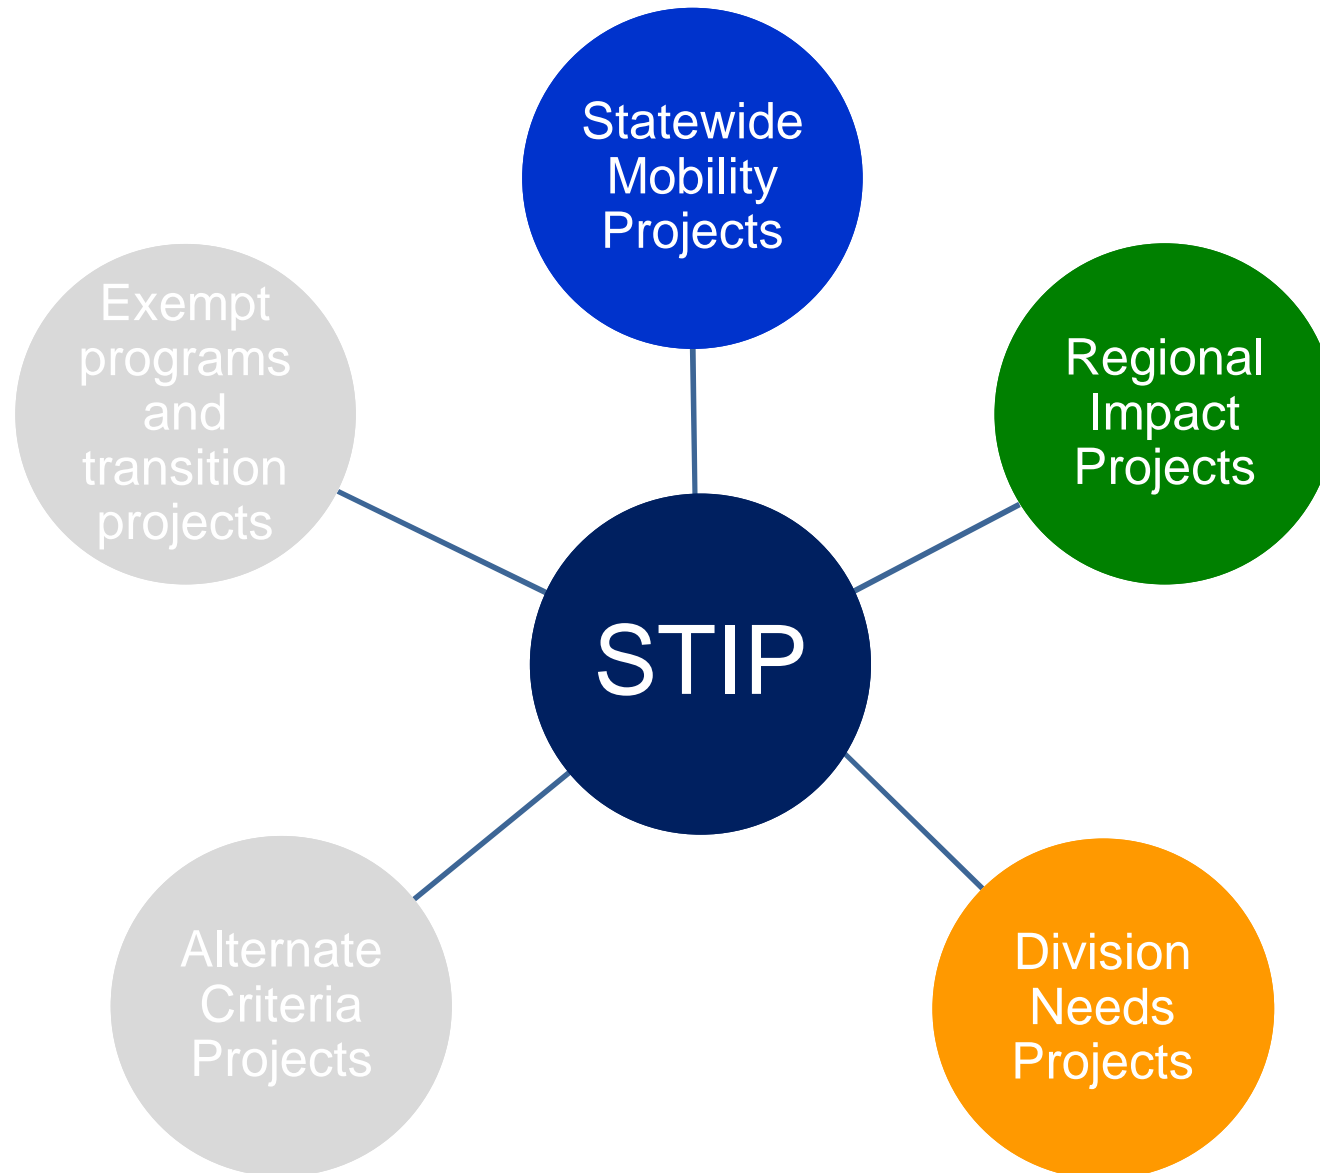 Statewide
Mobility
Projects
Exempt
programs
and
transition
projects
Regional
Impact
Projects
STIP
Alternate
Criteria
Projects
Division
Needs
Projects